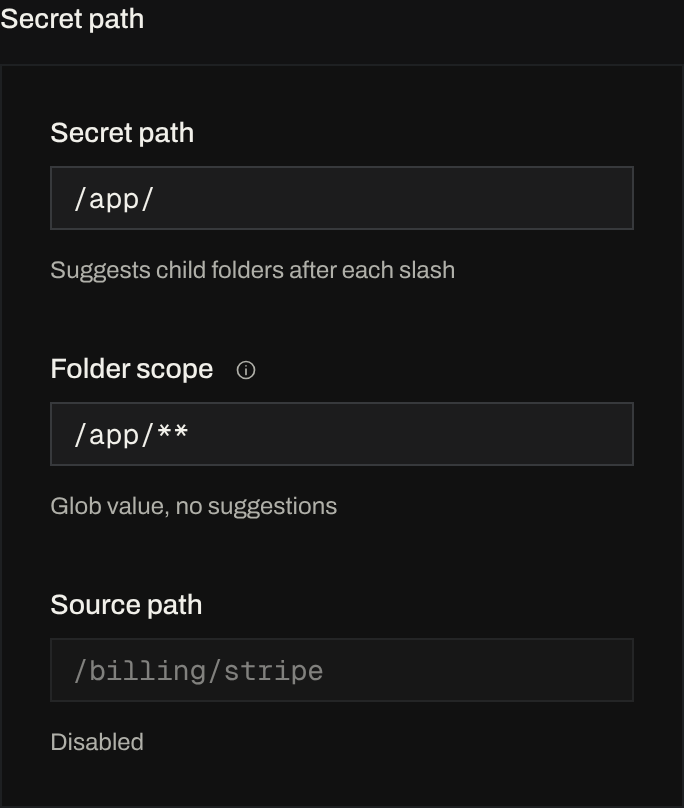 Secret path
Secret path
/app/
Suggests child folders after each slash
Folder scope
/app/**
Glob value, no suggestions
Source path
/billing/stripe
Disabled